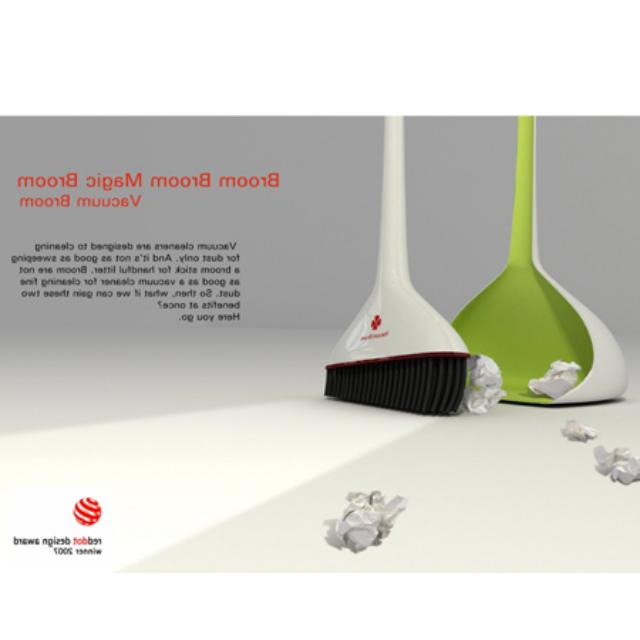 Broom Broom Magic Broom
Vacuum Broom
Vacuum cleaners are designed to cleaning
for dust only. And it's not as good as sweeping
a broom stick for handful litter. Broom are not
as good as a vacuum cleaner for cleaning fine
dust. So then, what if we can gain these two
benefits at once?
Here you go.
Vacuum Broom
reddot design award
winner 2007